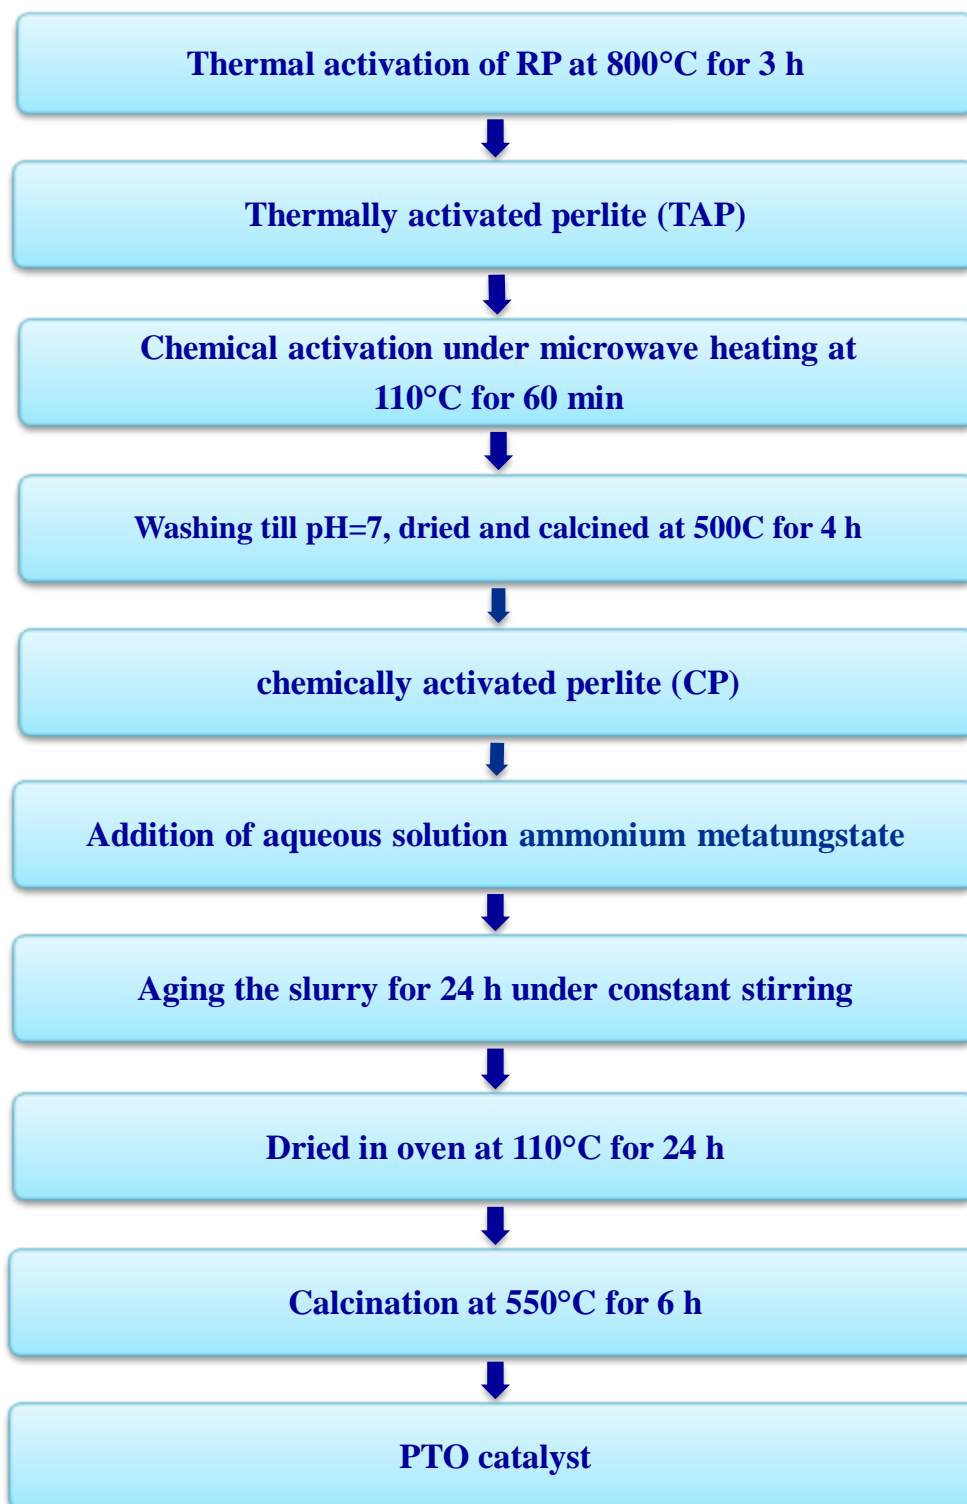 Thermal activation of RP at 800°C for 3 h
Thermally activated perlite (TAP)
Chemical activation under microwave heating at
110°C for 60 min
Washing till pH=7, dried and calcined at 500C for 4 h
chemically activated perlite (CP)
Addition of aqueous solution ammonium metatungstate
Aging the slurry for 24 h under constant stirring
Dried in oven at 110°C for 24 h
Calcination at 550°C for 6 h
PTO catalyst